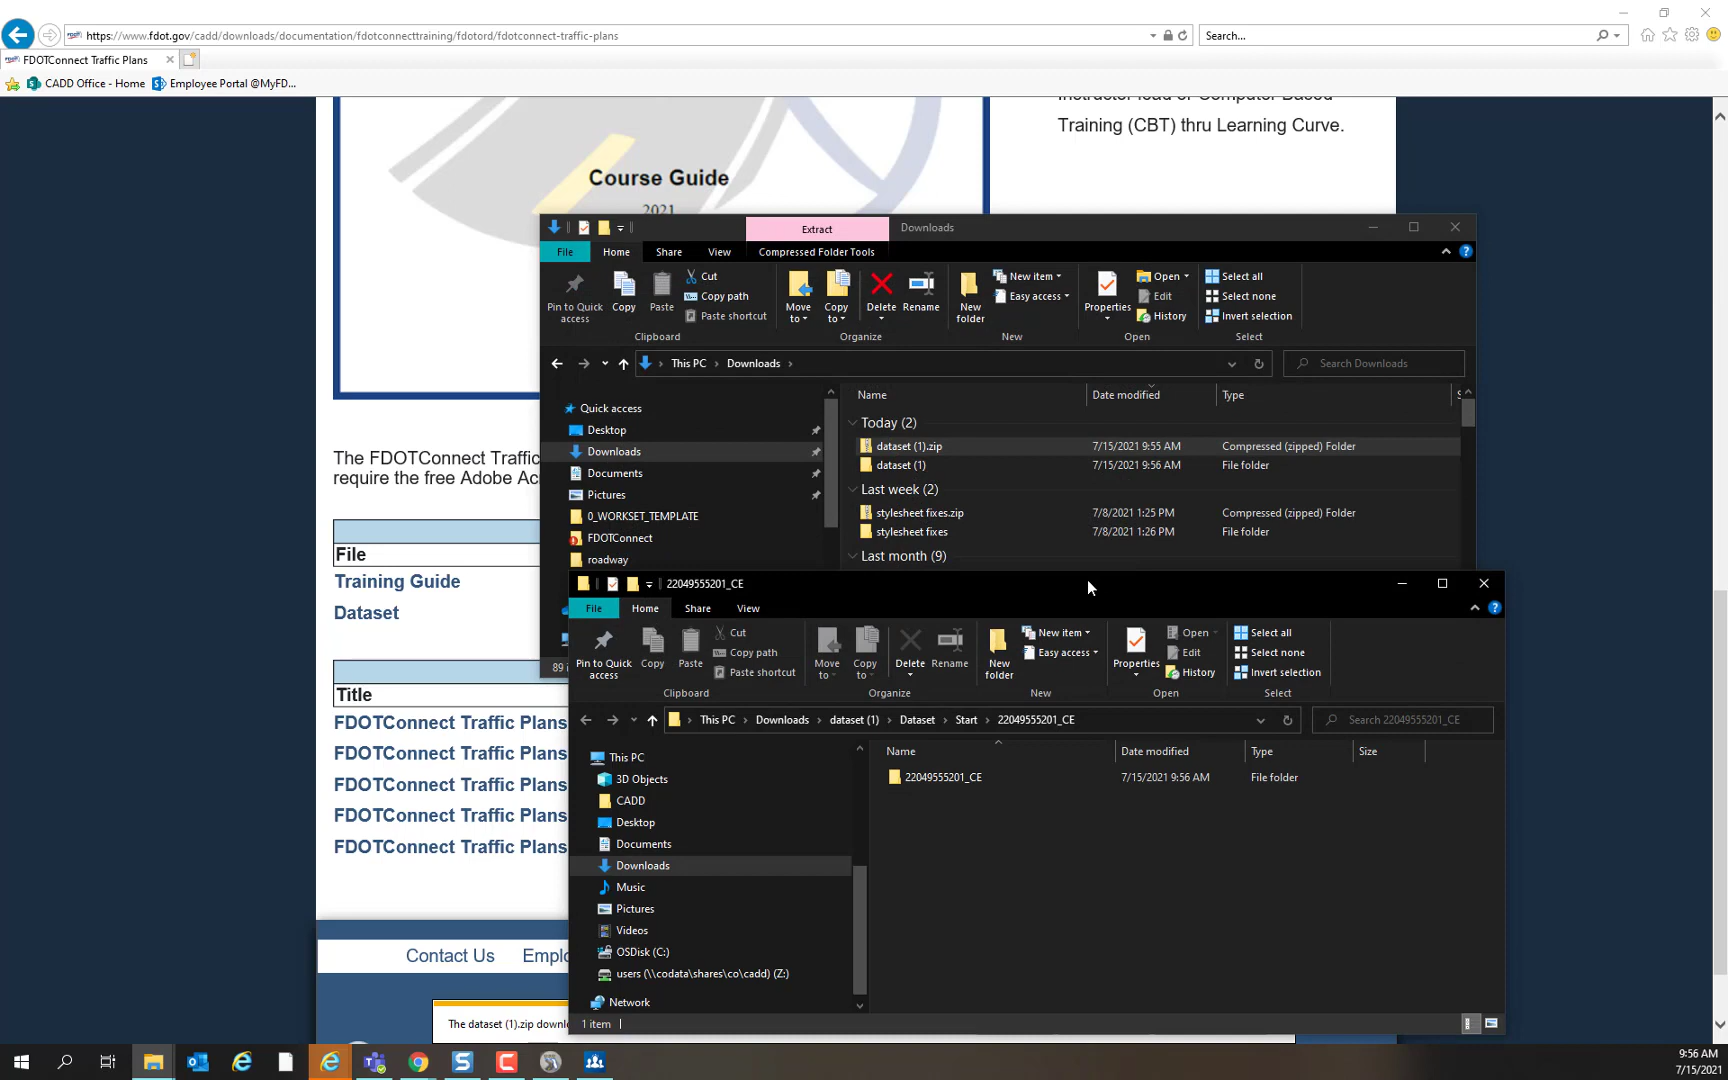 https://www.fdot.gov/cadd/downloads/documentation/fdotconnecttraining/fdotord/fdotconnect-traffic-plans
Search...
FDOTConnect Traffic Plans
CADD Office - Home
Employee Portal @MyFD...
Training (CBT) thru Learning Curve.
Course Guide
2021
Extract
Downloads
File
Home
Share
View
Compressed Folder Tools
Pin to Quick access
Copy
Paste
Cut
Copy path
Paste shortcut
Move to
Copy to
Delete
Rename
New folder
New item
Easy access
Properties
Open
Edit
History
Select all
Select none
Invert selection
Clipboard
Organize
New
Open
Select
This PC
Downloads
Search Downloads
Name
Date modified
Type
Quick access
Desktop
Downloads
Documents
Pictures
0_WORKSET_TEMPLATE
FDOTConnect
roadway
89
Today (2)
dataset (1).zip 7/15/2021 9:55 AM Compressed (zipped) Folder
dataset (1) 7/15/2021 9:56 AM File folder
Last week (2)
stylesheet fixes.zip 7/8/2021 1:25 PM Compressed (zipped) Folder
stylesheet fixes 7/8/2021 1:26 PM File folder
Last month (9)
The FDOTConnect Traffic
require the free Adobe Ac
File
Training Guide
Dataset
Title
FDOTConnect Traffic Plans
FDOTConnect Traffic Plans
FDOTConnect Traffic Plans
FDOTConnect Traffic Plans
FDOTConnect Traffic Plans
22049555201_CE
File
Home
Share
View
Pin to Quick access
Copy
Paste
Cut
Copy path
Paste shortcut
Move to
Copy to
Delete
Rename
New folder
New item
Easy access
Properties
Open
Edit
History
Select all
Select none
Invert selection
Clipboard
Organize
New
Open
Select
This PC
Downloads
dataset (1)
Dataset
Start
22049555201_CE
Search 22049555201_CE
Name
Date modified
Type
Size
22049555201_CE 7/15/2021 9:56 AM File folder
This PC
3D Objects
CADD
Desktop
Documents
Downloads
Music
Pictures
Videos
OSDisk (C:)
users (\\codata\shares\co\cadd) (Z:)
Network
1 item
Contact Us
Emplo
The dataset (1).zip downlo
9:56 AM
7/15/2021